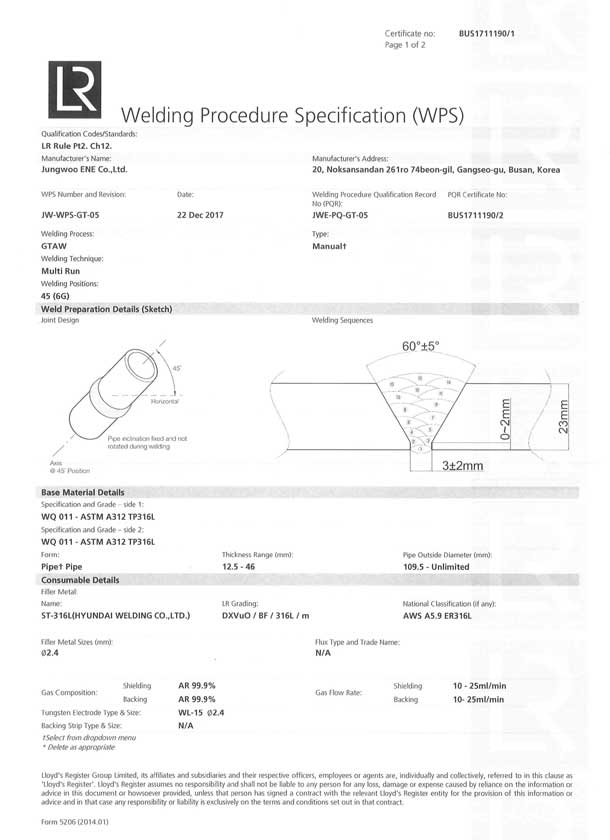 Certificate no: BUS1711190/1
Page 1 of 2
LR
Welding Procedure Specification (WPS)
Qualification Codes/Standards:
LR Rule Pt2. Ch12.
Manufacturer's Name: Manufacturer's Address:
Jungwoo ENE Co.,Ltd. 20, Noksansandan 261ro 74beon-gil, Gangseo-gu, Busan, Korea
WPS Number and Revision: Date: Welding Procedure Qualification Record PQR Certificate No:
No (PQR):
JW-WPS-GT-05 22 Dec 2017 JWE-PQ-GT-05 BUS1711190/2
Welding Process: Type:
GTAW Manual†
Welding Technique:
Multi Run
Welding Positions:
45 (6G)
Weld Preparation Details (Sketch)
Joint Design Welding Sequences
60°±5°
45°
Horizontal
Pipe inclination fixed and not
rotated during welding
Axis
@ 45° Position
0~2mm
23mm
3±2mm
Base Material Details
Specification and Grade – side 1:
WQ 011 - ASTM A312 TP316L
Specification and Grade – side 2:
WQ 011 - ASTM A312 TP316L
Form: Thickness Range (mm): Pipe Outside Diameter (mm):
Pipe† Pipe 12.5 - 46 109.5 - Unlimited
Consumable Details
Filler Metal
Name: LR Grading: National Classification (if any):
ST-316L(HYUNDAI WELDING CO.,LTD.) DXVuO / BF / 316L / m AWS A5.9 ER316L
Filler Metal Sizes (mm): Flux Type and Trade Name:
∅2.4 N/A
Gas Composition: Shielding AR 99.9% Gas Flow Rate: Shielding 10 - 25ml/min
Backing AR 99.9% Backing 10- 25ml/min
Tungsten Electrode Type & Size: WL-15 ∅2.4
Backing Strip Type & Size: N/A
†Select from dropdown menu
* Delete as appropriate
Lloyd's Register Group Limited, its affiliates and subsidiaries and their respective officers, employees or agents are, individually and collectively, referred to in this clause as
'Lloyd's Register'. Lloyd's Register assumes no responsibility and shall not be liable to any person for any loss, damage or expense caused by reliance on the information or
advice in this document or howsoever provided, unless that person has signed a contract with the relevant Lloyd's Register entity for the provision of this information or
advice and in that case any responsibility or liability is exclusively on the terms and conditions set out in that contract.
Form 5206 (2014.01)